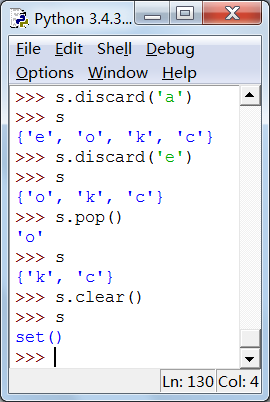 Python 3.4.3...
File Edit Shell Debug
Options Window Help
>>> s.discard('a')
>>> s
{'e', 'o', 'k', 'c'}
>>> s.discard('e')
>>> s
{'o', 'k', 'c'}
>>> s.pop()
'o'
>>> s
{'k', 'c'}
>>> s.clear()
>>> s
set()
>>>
Ln: 130 Col: 4